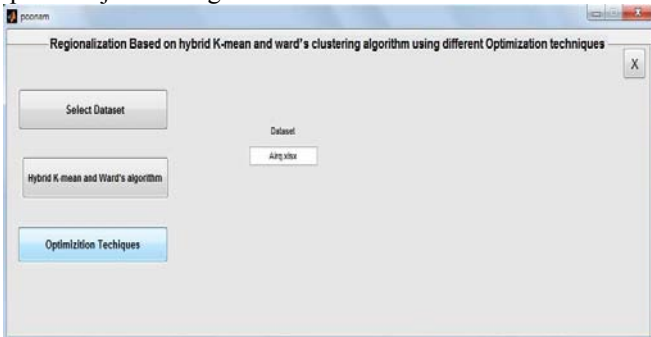 poonam
Regionalization Based on hybrid K-mean and ward's clustering algorithm using different Optimization techniques
X
Select Dataset
Dataset
Airq.xlsx
Hybrid K-mean and Ward's algorithm
Optimizition Techiques